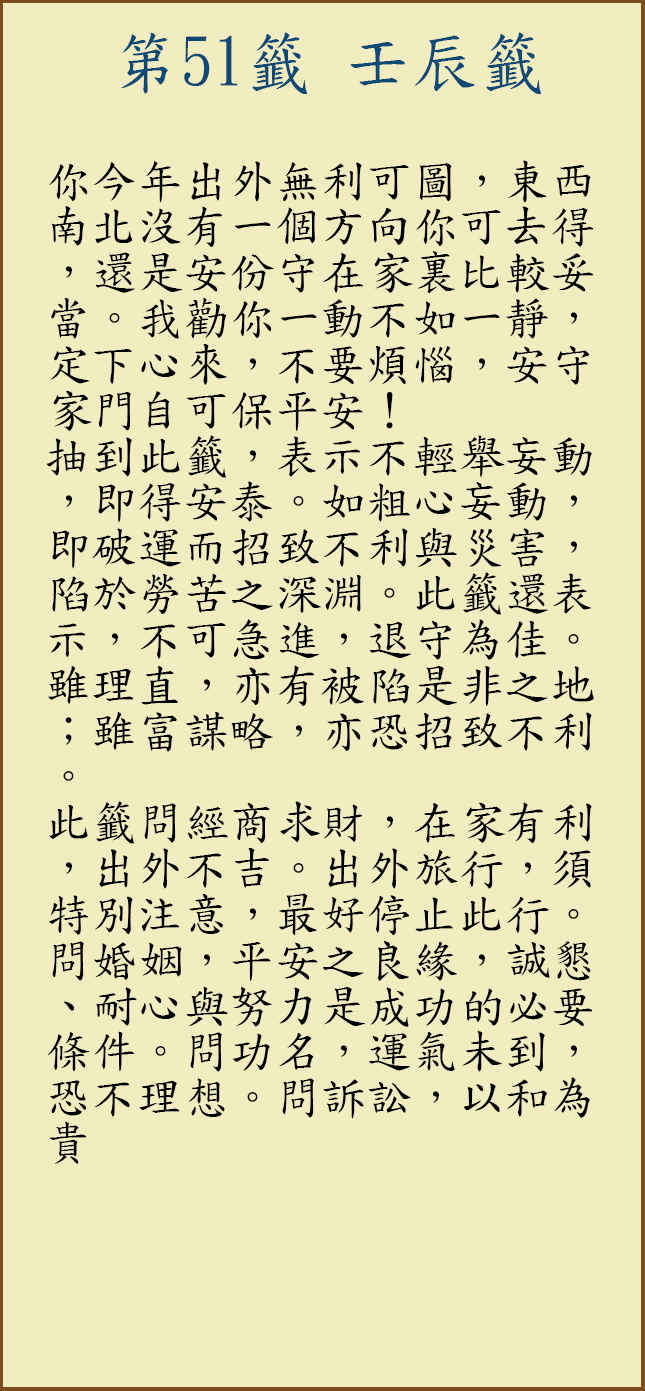 第51籤 壬辰籤
你今年出外無利可圖，東西
南北沒有一個方向你可去得
，還是安份守在家裏比較妥
當。我勸你一動不如一靜，
定下心來，不要煩惱，安守
家門自可保平安！
抽到此籤，表示不輕舉妄動
，即得安泰。如粗心妄動，
即破運而招致不利與災害，
陷於勞苦之深淵。此籤還表
示，不可急進，退守為佳。
雖理直，亦有被陷是非之地
；雖富謀略，亦恐招致不利
。
此籤問經商求財，在家有利
，出外不吉。出外旅行，須
特別注意，最好停止此行。
問婚姻，平安之良緣，誠懇
、耐心與努力是成功的必要
條件。問功名，運氣未到，
恐不理想。問訴訟，以和為
貴